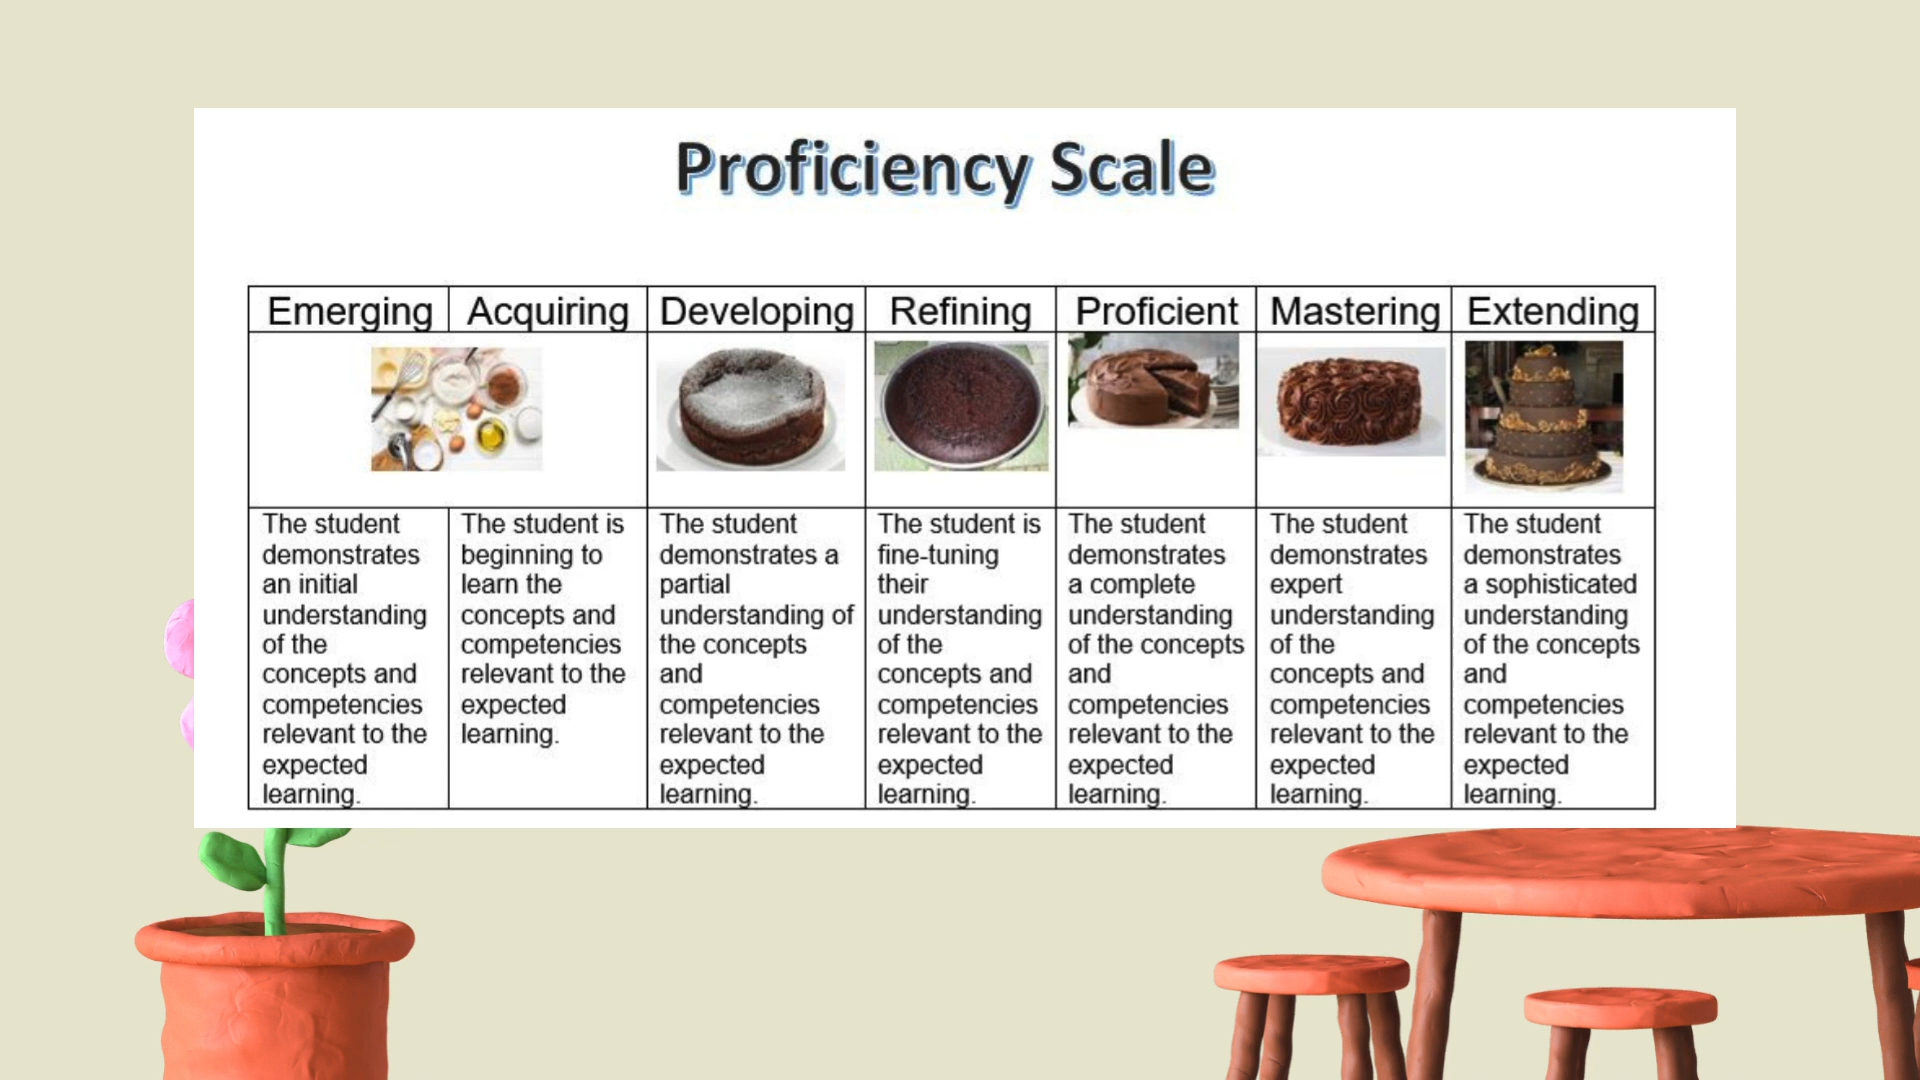 Proficiency Scale
Emerging
Acquiring
Developing
Refining
Proficient
Mastering
Extending
The student
demonstrates
an initial
understanding
of the
concepts and
competencies
relevant to the
expected
learning.
The student is
beginning to
learn the
concepts and
competencies
relevant to the
expected
learning.
The student
demonstrates a
partial
understanding of
the concepts
and
competencies
relevant to the
expected
learning.
The student is
fine-tuning
their
understanding
of the
concepts and
competencies
relevant to the
expected
learning.
The student
demonstrates
a complete
understanding
of the concepts
and
competencies
relevant to the
expected
learning.
The student
demonstrates
expert
understanding
of the
concepts and
competencies
relevant to the
expected
learning.
The student
demonstrates
a sophisticated
understanding
of the concepts
and
competencies
relevant to the
expected
learning.